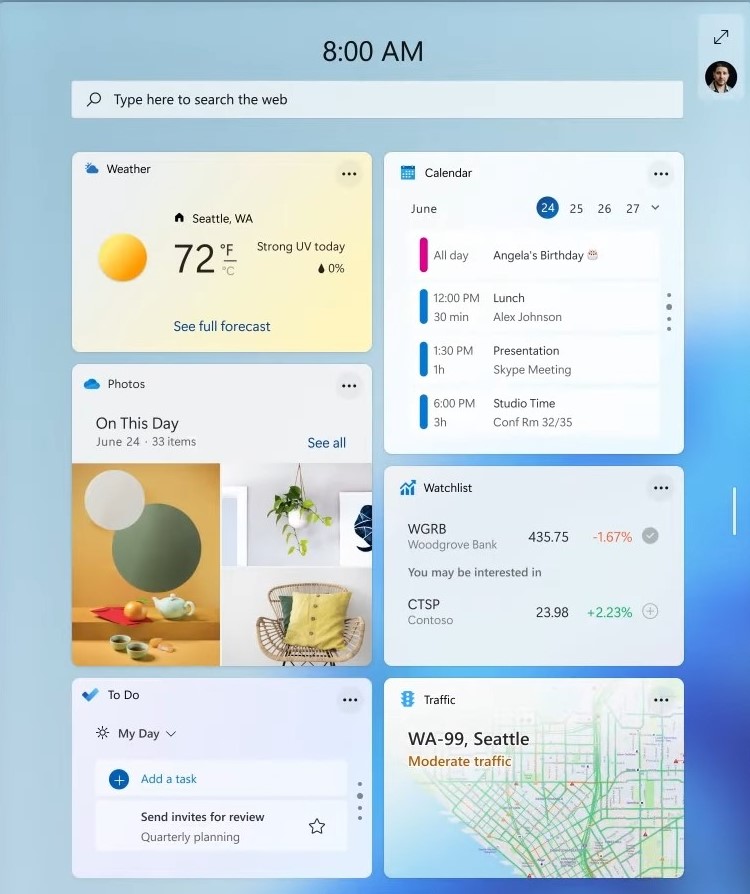 8:00 AM
Type here to search the web
Weather
Seattle, WA
72 °F
°C
Strong UV today
0%
See full forecast
Calendar
June 24 25 26 27
All day Angela's Birthday
12:00 PM Lunch
30 min Alex Johnson
1:30 PM Presentation
1h Skype Meeting
6:00 PM Studio Time
3h Conf Rm 32/35
Photos
On This Day
June 24 · 33 items
See all
Watchlist
WGRB 435.75 -1.67%
Woodgrove Bank
You may be interested in
CTSP 23.98 +2.23%
Contoso
To Do
My Day
Add a task
Send invites for review
Quarterly planning
Traffic
WA-99, Seattle
Moderate traffic